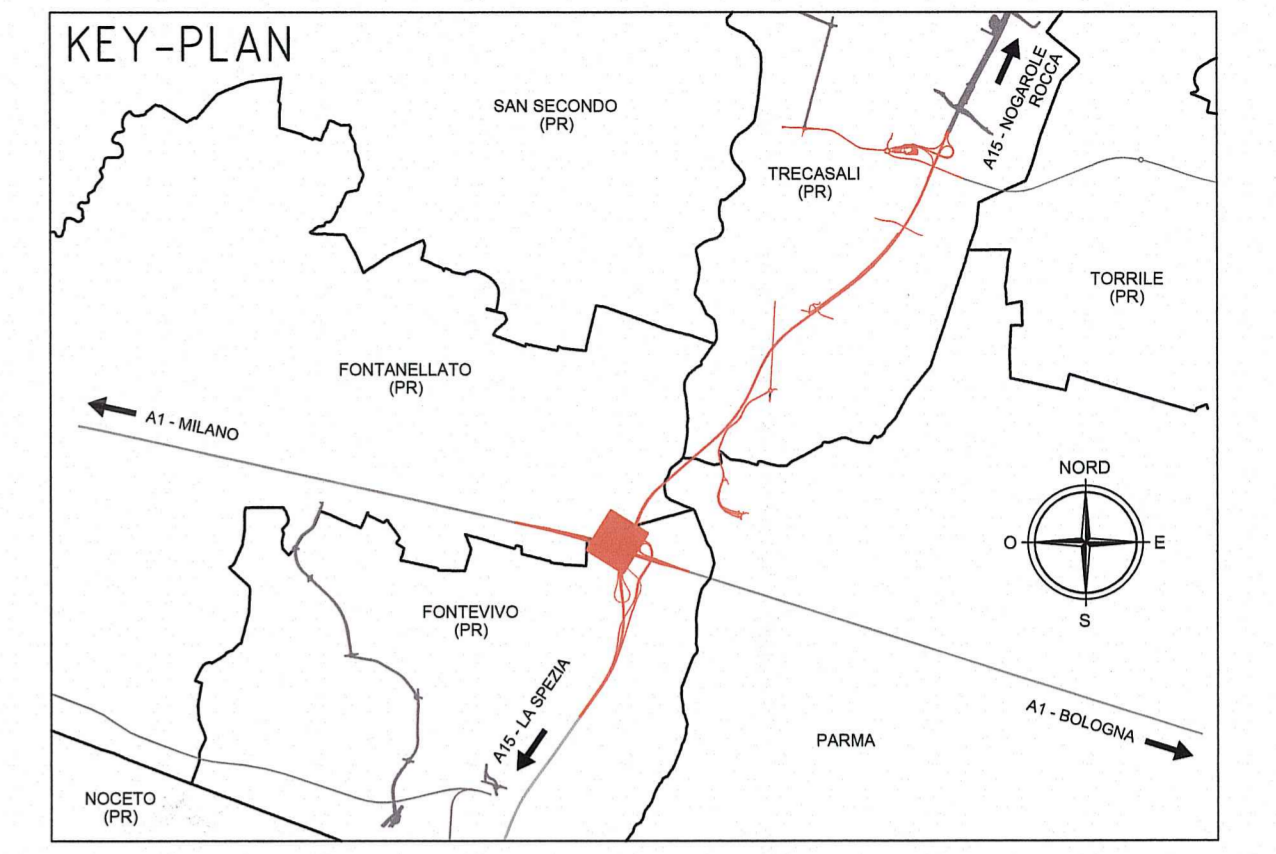 KEY-PLAN
SAN SECONDO
(PR)
A15 - NOGAROLE
ROCCA
TRECASALI
(PR)
TORRILE
(PR)
FONTANELLATO
(PR)
A1 - MILANO
NORD
O
E
S
FONTEVIVO
(PR)
A15 - LA SPEZIA
A1 - BOLOGNA
PARMA
NOCETO
(PR)